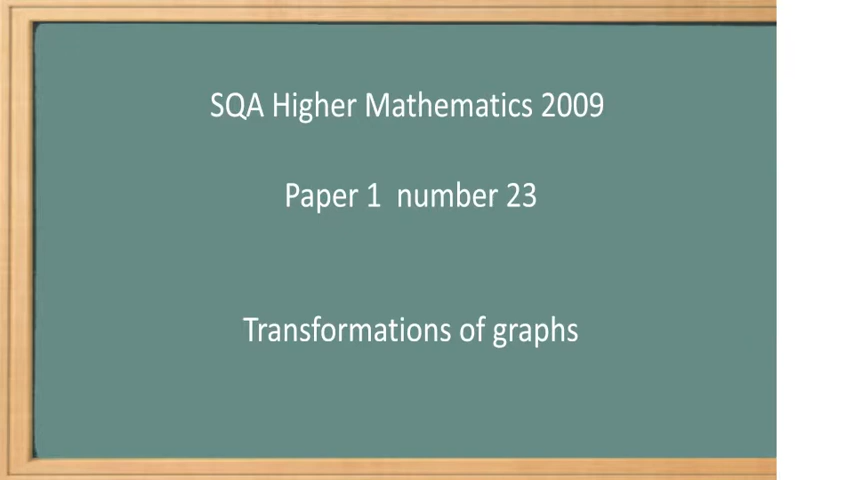 SQA Higher Mathematics 2009
Paper 1 number 23
Transformations of graphs